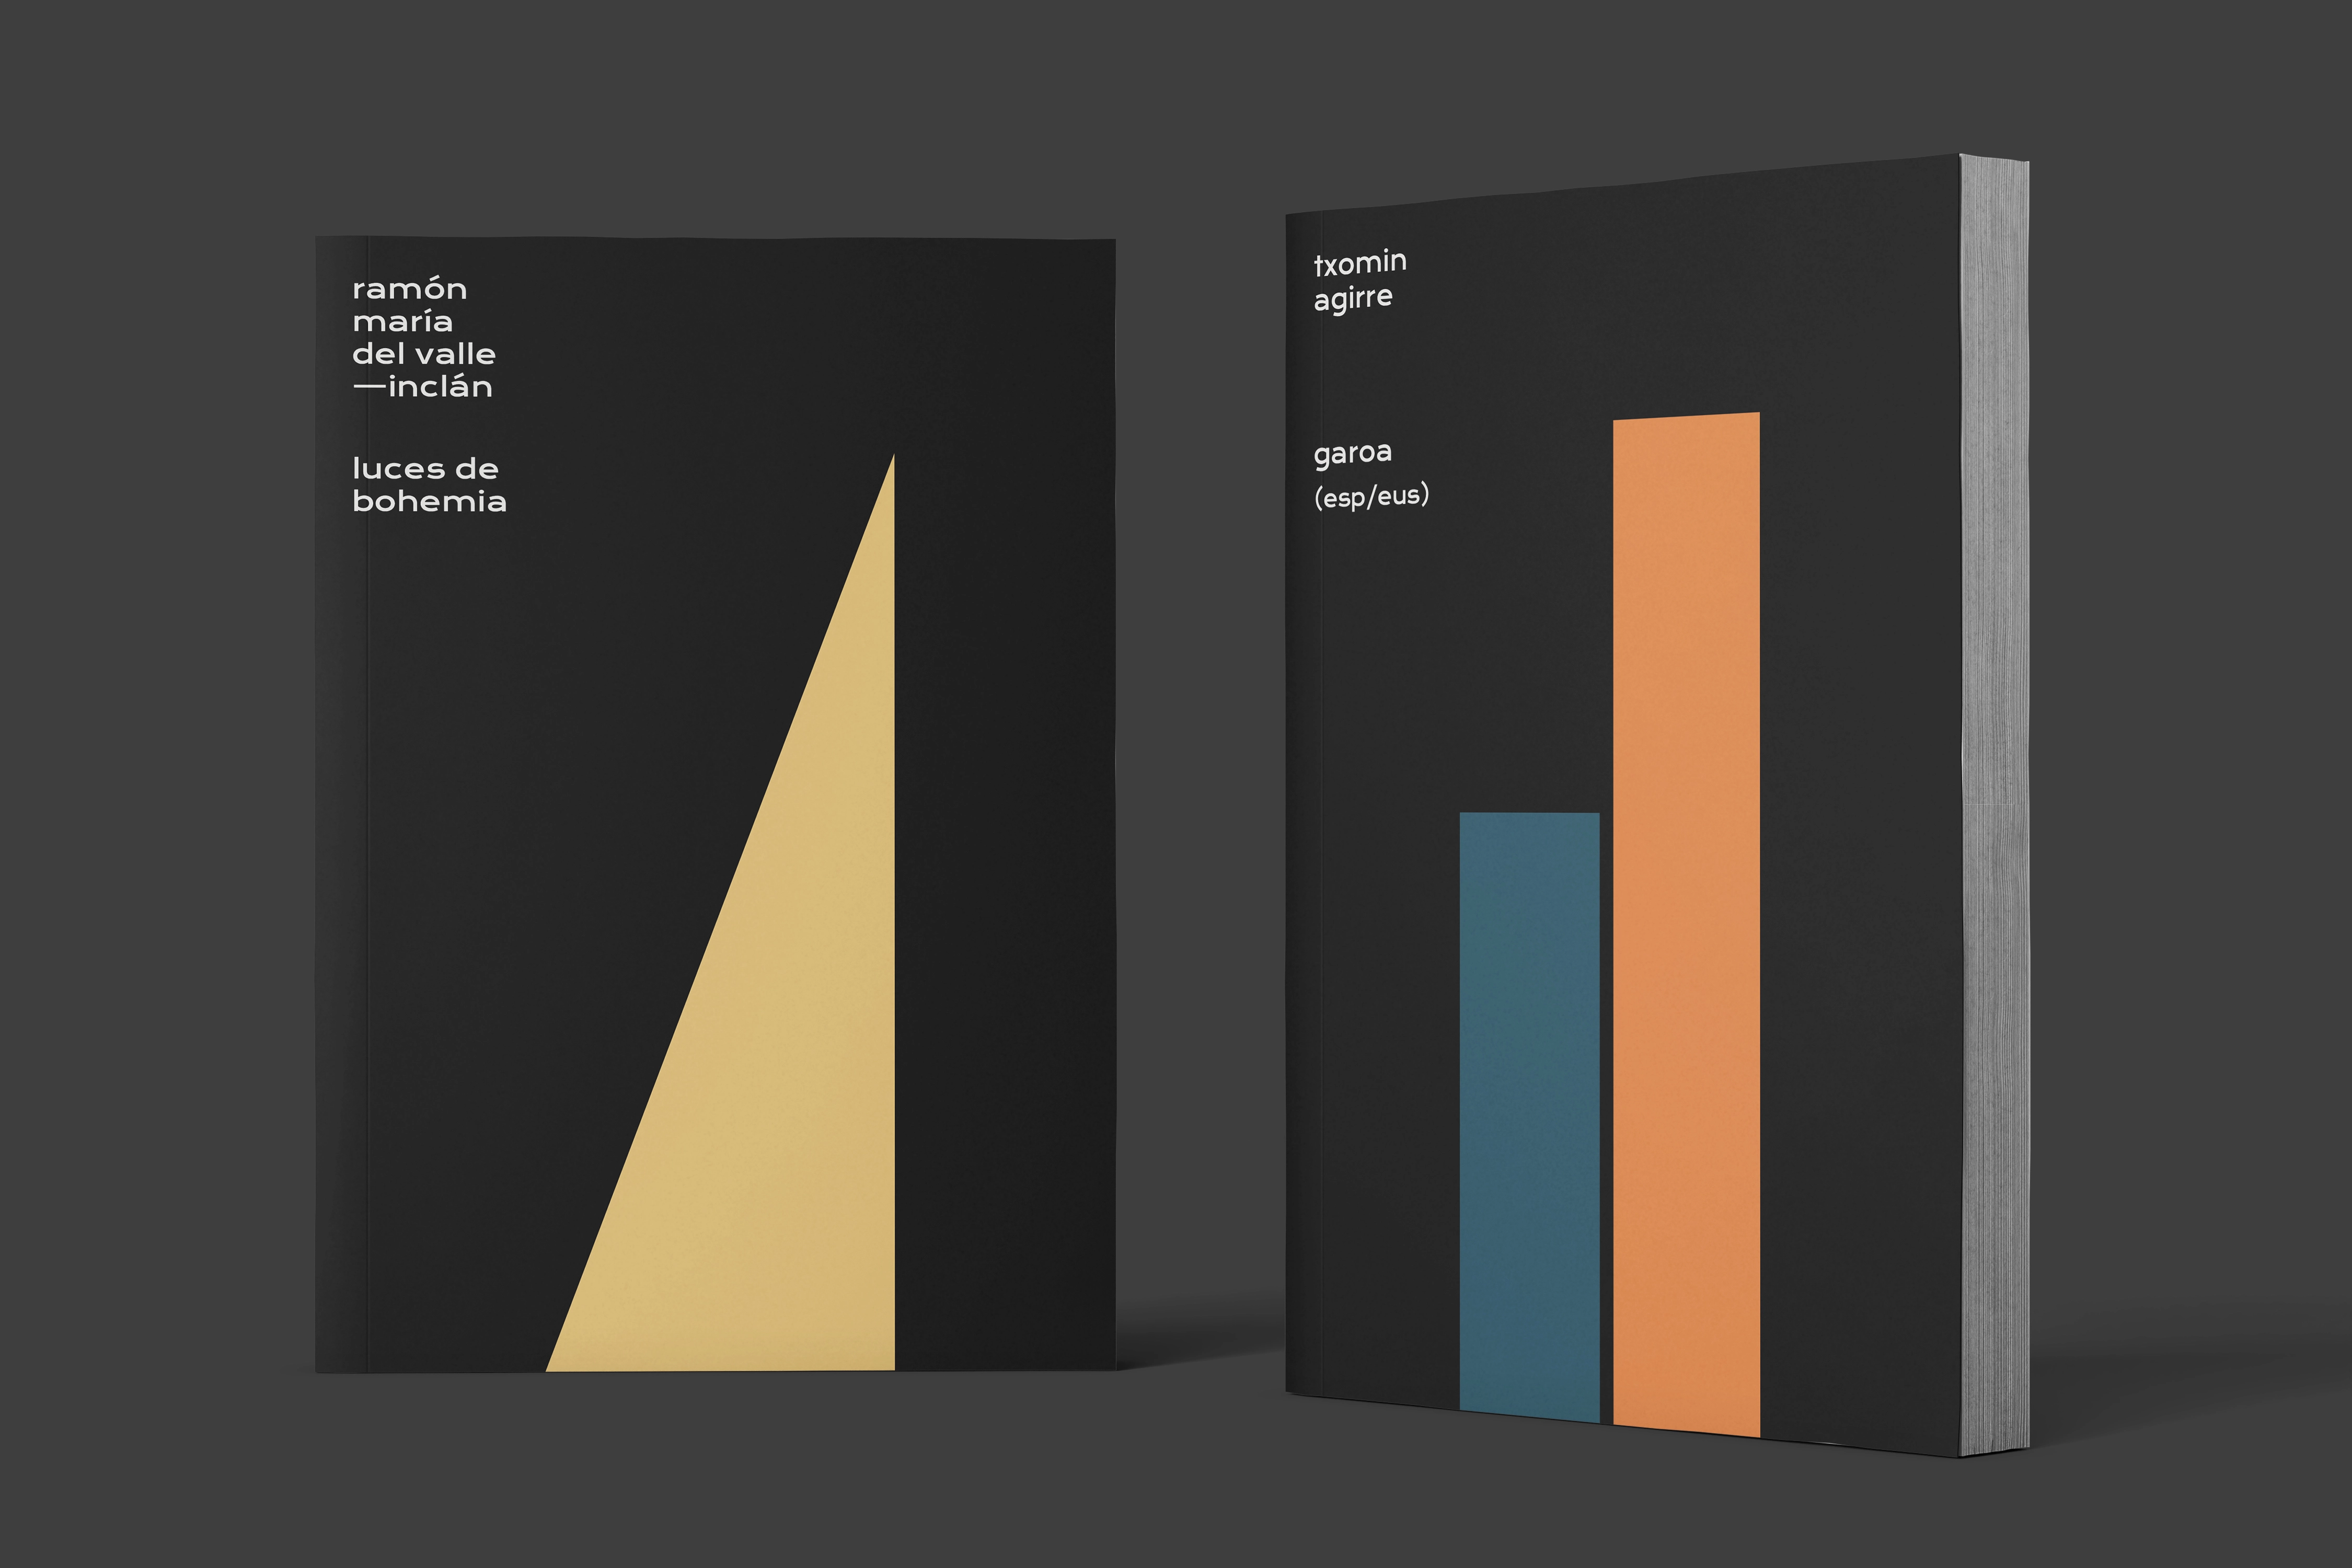 ramón
maría
del valle
—inclán
luces de
bohemia
txomin
agirre
garoa
(esp/eus)